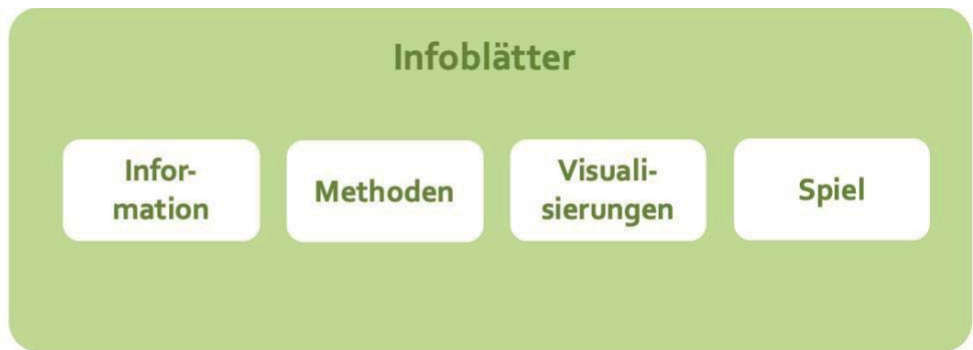 Infoblätter
Infor-
mation
Methoden
Visuali-
sierungen
Spiel